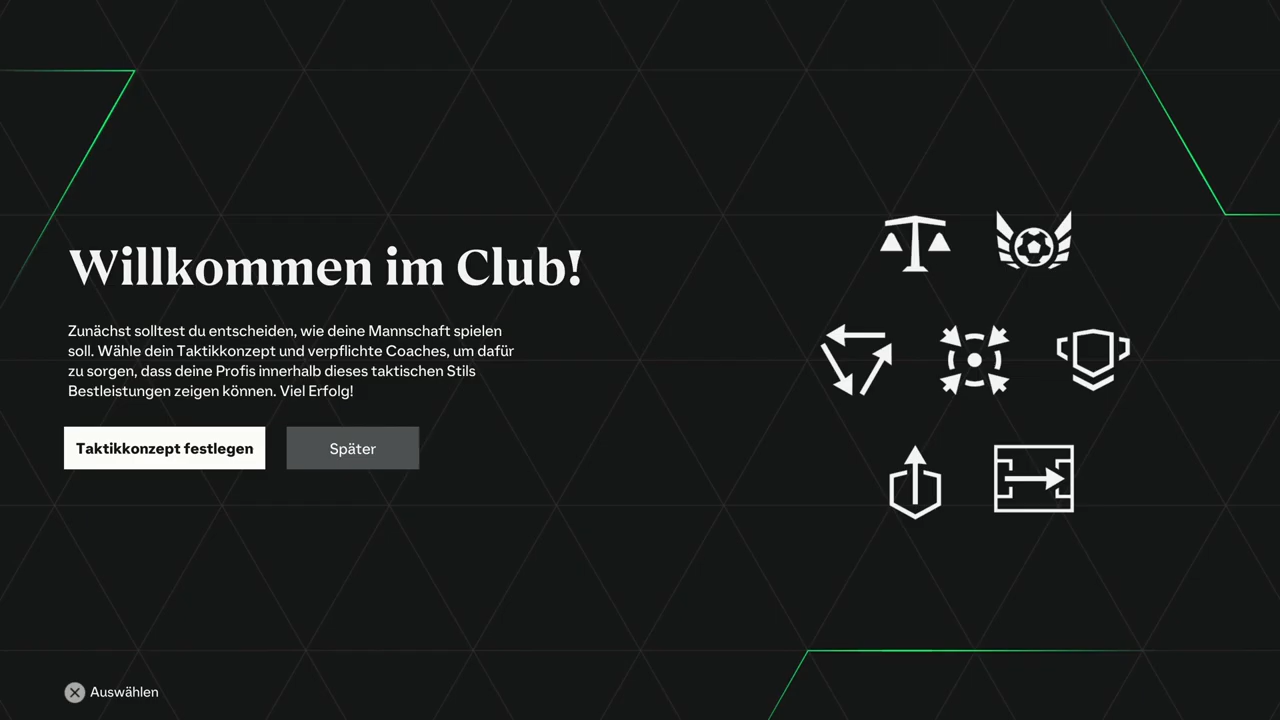 Willkommen im Club!
Zunächst solltest du entscheiden, wie deine Mannschaft spielen
soll. Wähle dein Taktikkonzept und verpflichte Coaches, um dafür
zu sorgen, dass deine Profis innerhalb dieses taktischen Stils
Bestleistungen zeigen können. Viel Erfolg!
Taktikkonzept festlegen
Später
Auswählen